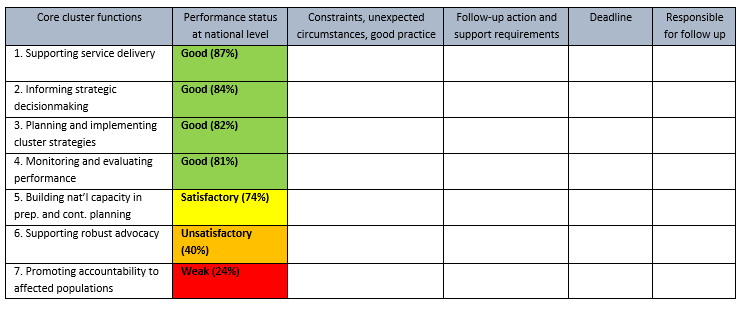 Core cluster functions
Performance status
at national level
Constraints, unexpected
circumstances, good practice
Follow-up action and
support requirements
Deadline
Responsible
for follow up
1. Supporting service delivery
Good (87%)
2. Informing strategic
decisionmaking
Good (84%)
3. Planning and implementing
cluster strategies
Good (82%)
4. Monitoring and evaluating
performance
Good (81%)
5. Building nat'l capacity in
prep. and cont. planning
Satisfactory (74%)
6. Supporting robust advocacy
Unsatisfactory
(40%)
7. Promoting accountability to
affected populations
Weak (24%)